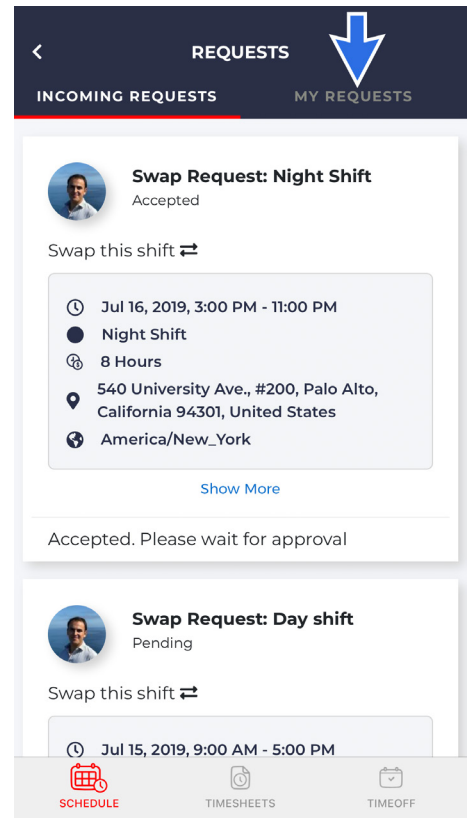 REQUESTS
INCOMING REQUESTS MY REQUESTS
Swap Request: Night Shift
Accepted
Swap this shift
Jul 16, 2019, 3:00 PM - 11:00 PM
Night Shift
8 Hours
540 University Ave., #200, Palo Alto,
California 94301, United States
America/New_York
Show More
Accepted. Please wait for approval
Swap Request: Day shift
Pending
Swap this shift
Jul 15, 2019, 9:00 AM - 5:00 PM
SCHEDULE TIMESHEETS TIMEOFF